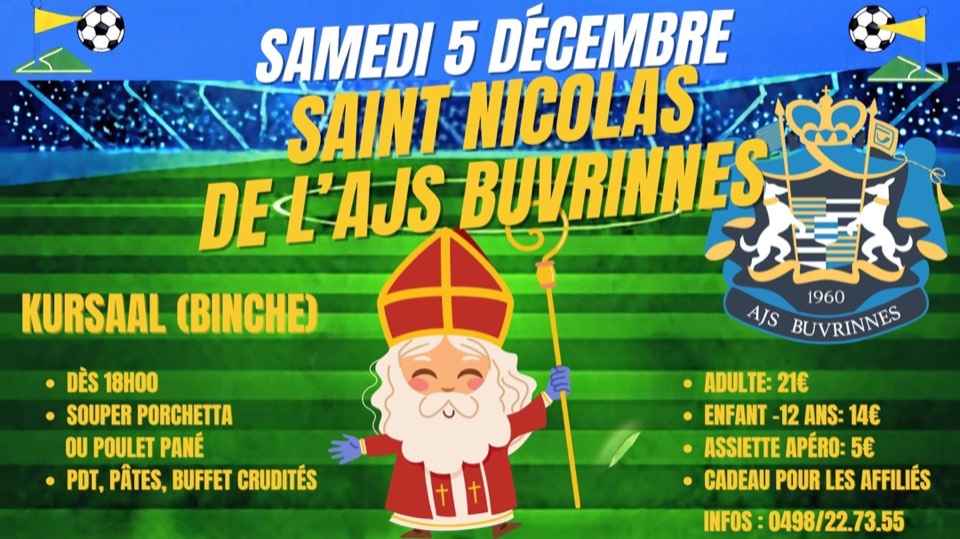 SAMEDI 5 DÉCEMBRE
SAINT NICOLAS
DE L'AJS BUVRINNES
1960
AJS BUVRINNES
KURSAAL (BINCHE)
• DÈS 18H00
• SOUPER PORCHETTA
OU POULET PANÉ
• PDT, PÂTES, BUFFET CRUDITÉS
• ADULTE: 21€
• ENFANT -12 ANS: 14€
• ASSIETTE APÉRO: 5€
• CADEAU POUR LES AFFILIÉS
INFOS : 0498/22.73.55